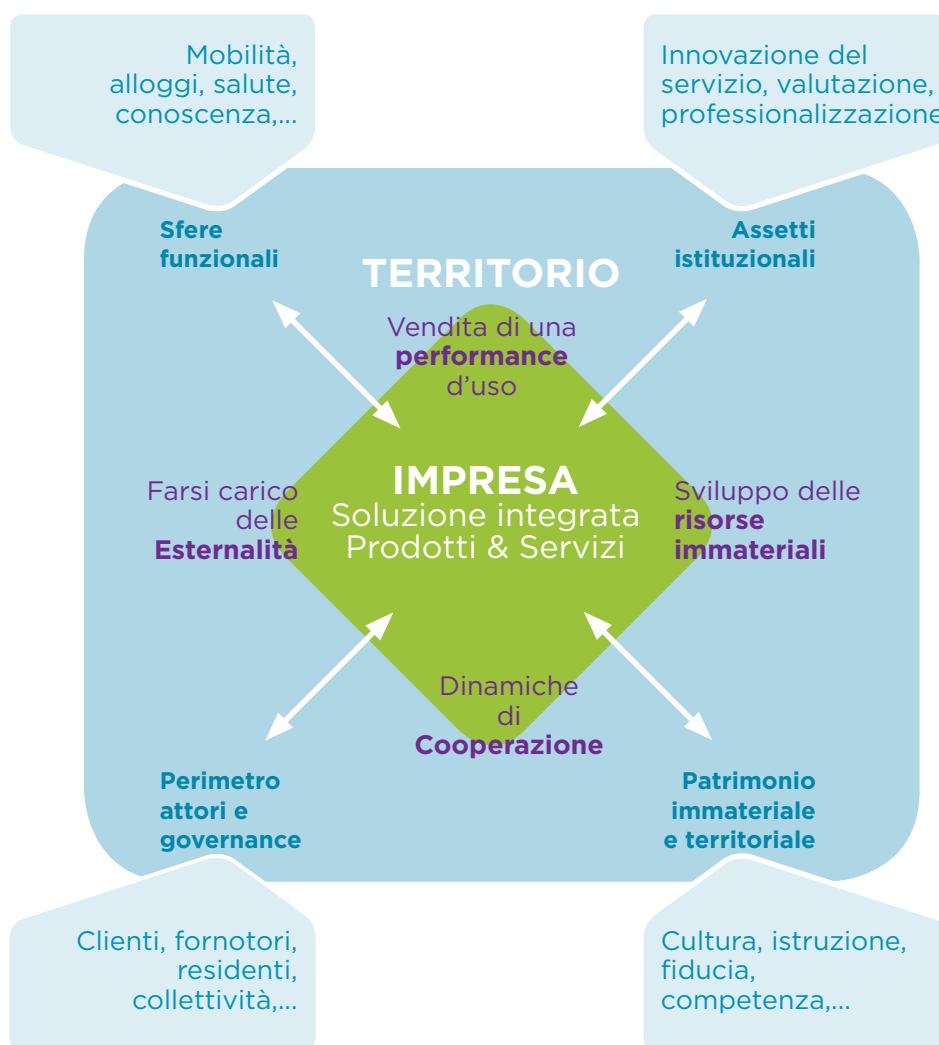 Mobilità,
alloggi, salute,
conoscenza,...
Innovazione del
servizio, valutazione,
professionalizzazione
Sfere
funzionali
Assetti
istituzionali
TERRITORIO
Vendita di una
performance
d’uso
Farsi carico
delle
Esternalità
IMPRESA
Soluzione integrata
Prodotti & Servizi
Sviluppo delle
risorse
immateriali
Dinamiche
di
Cooperazione
Perimetro
attori e
governance
Patrimonio
immateriale
e territoriale
Clienti, fornotori,
residenti,
collettività,...
Cultura, istruzione,
fiducia,
competenza,...